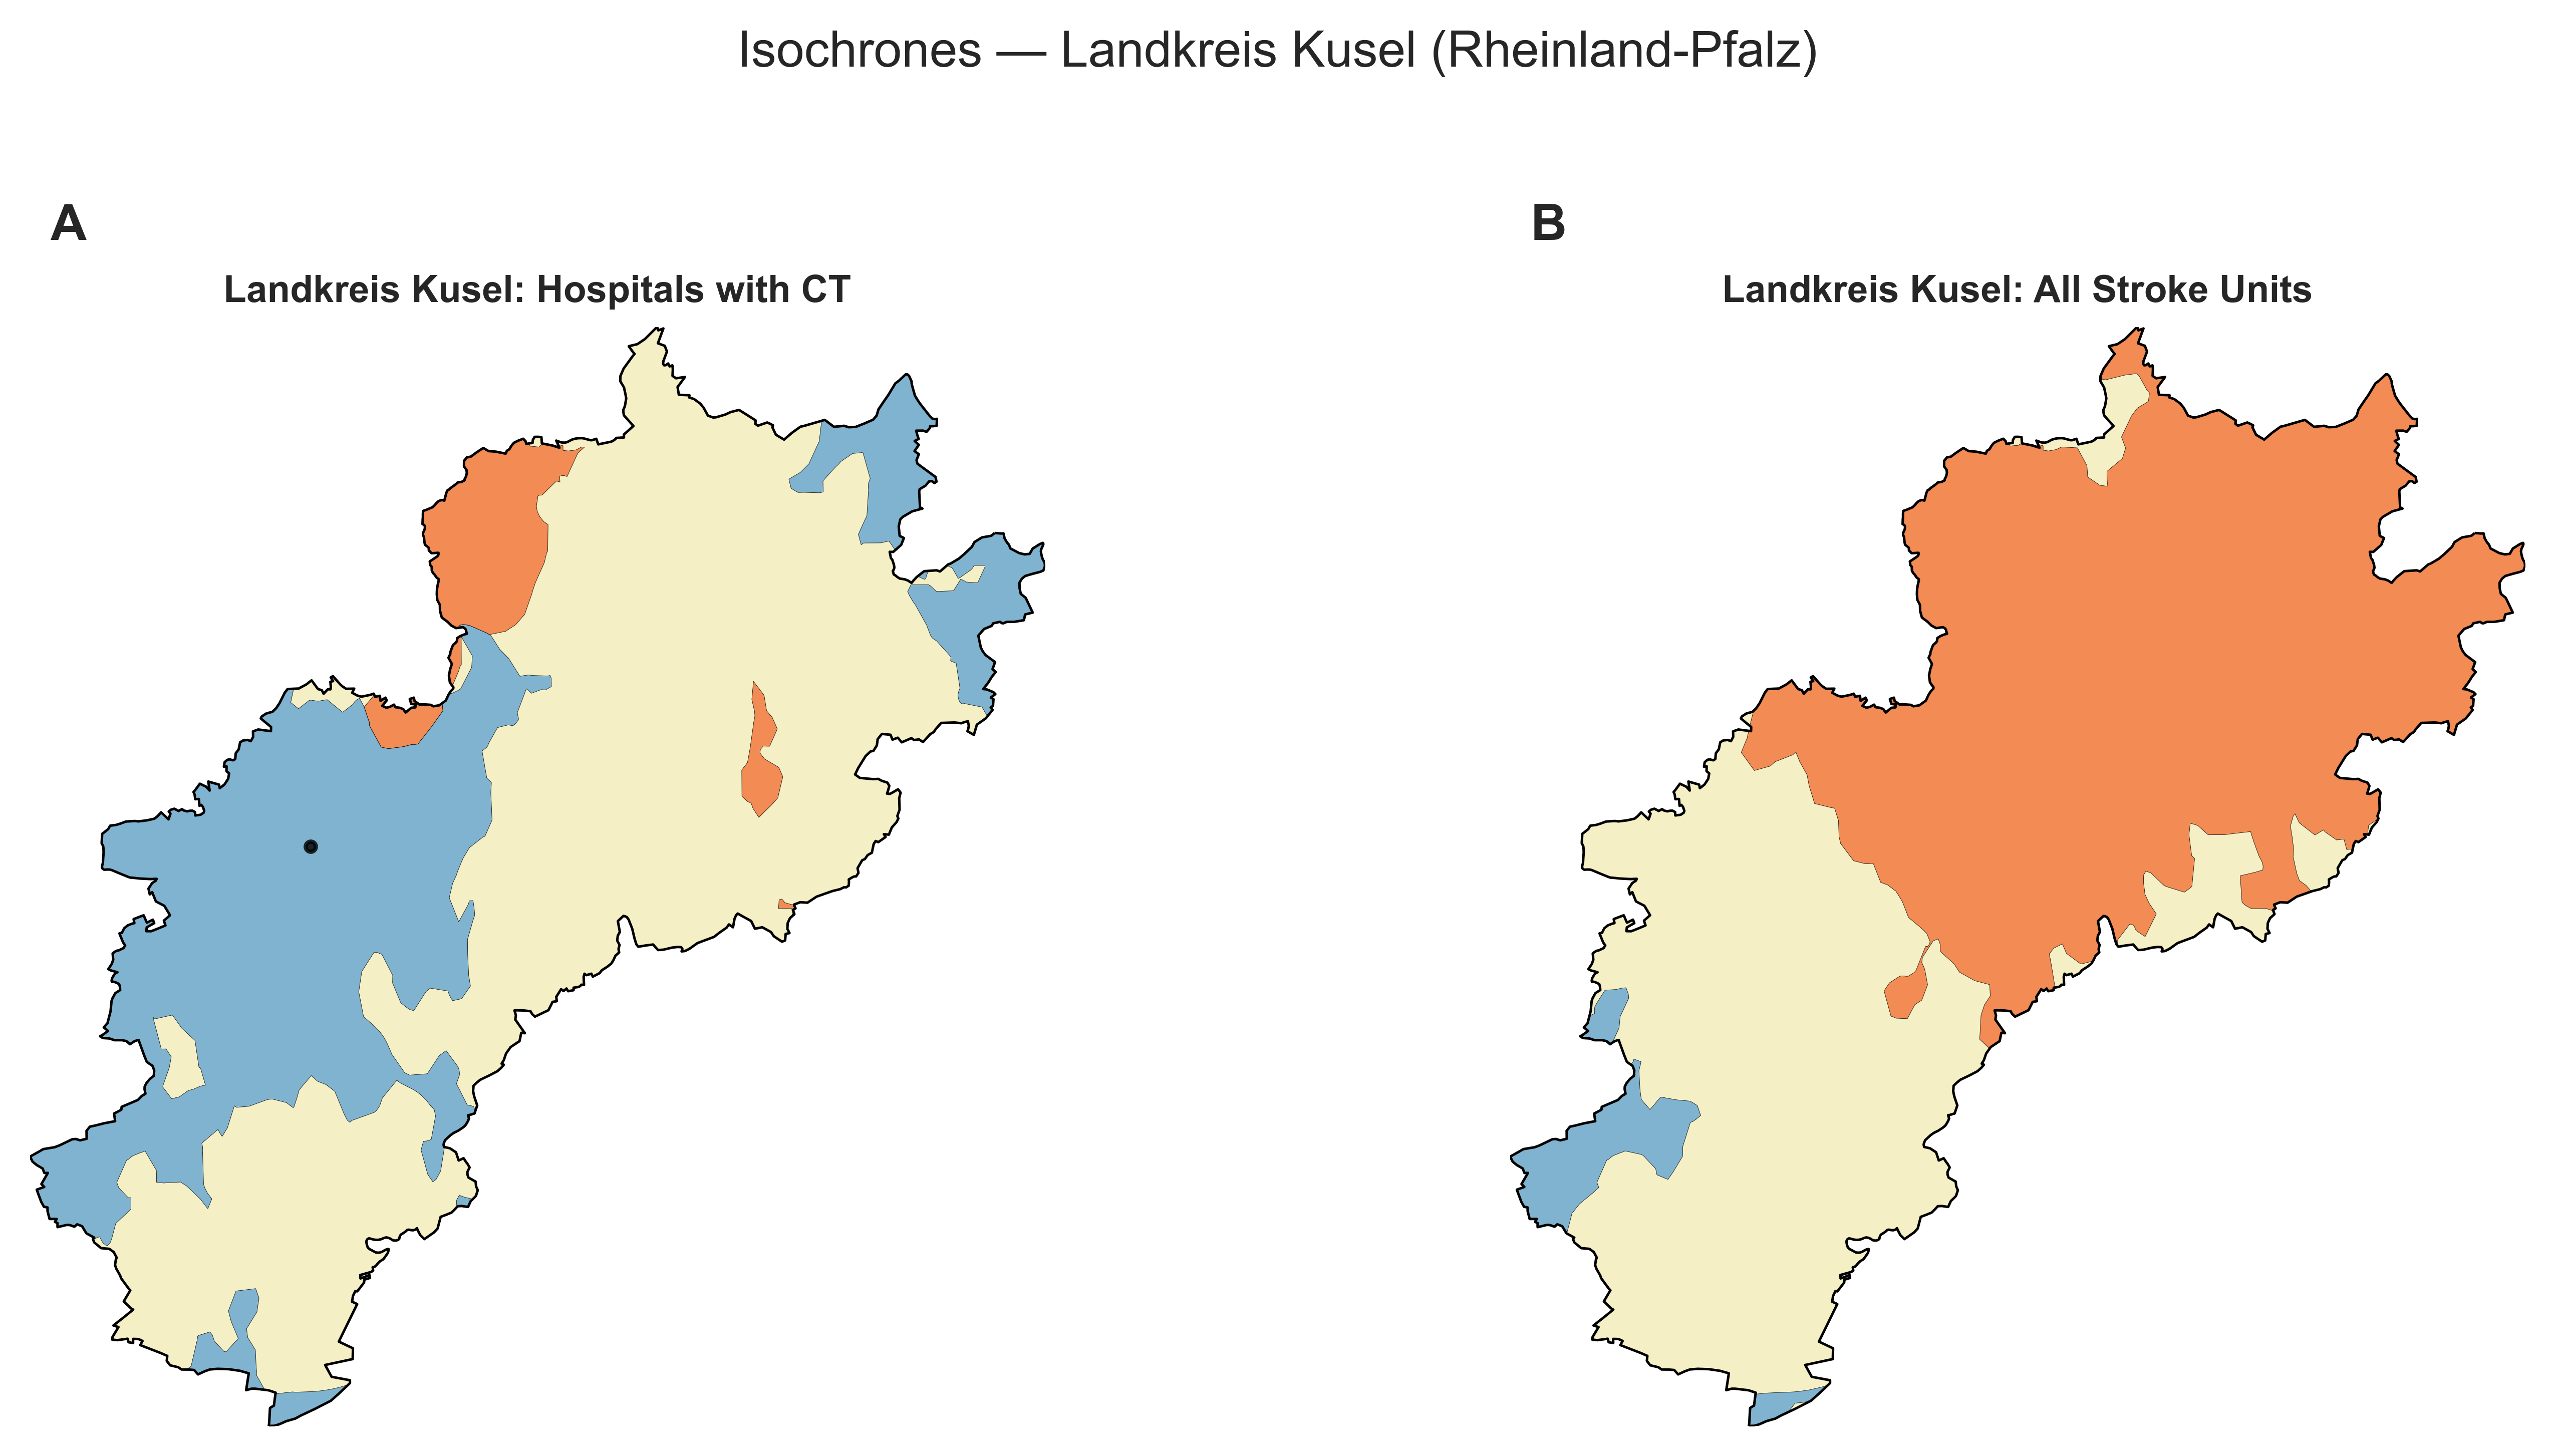 Isochrones — Landkreis Kusel (Rheinland-Pfalz)
A
B
Landkreis Kusel: Hospitals with CT
Landkreis Kusel: All Stroke Units